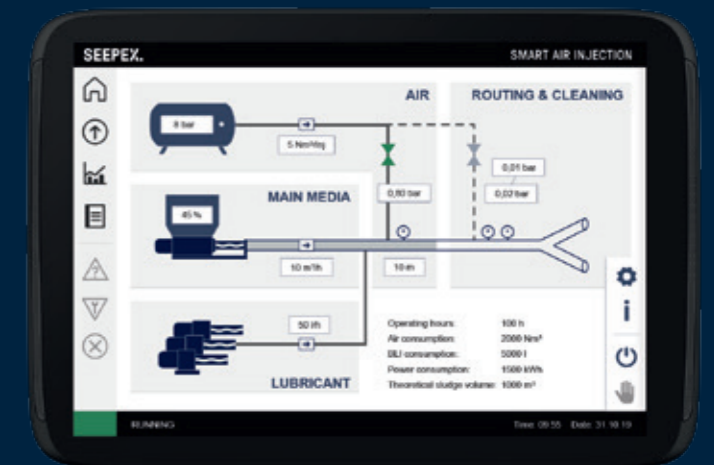 SEEPEX.
SMART AIR INJECTION
AIR
ROUTING & CLEANING
8 bar
5 Nm³/h
0,01 bar
0,80 bar
0,02 bar
MAIN MEDIA
45 %
10 m³/h
10 m
50 l/h
LUBRICANT
Operating hours: 100 h
Air consumption: 2000 Nm³
BLI consumption: 5000 l
Power consumption: 1500 kWh
Theoretical sludge volume: 1000 m³
RUNNING
Time: 09:55 Date: 31.10.19